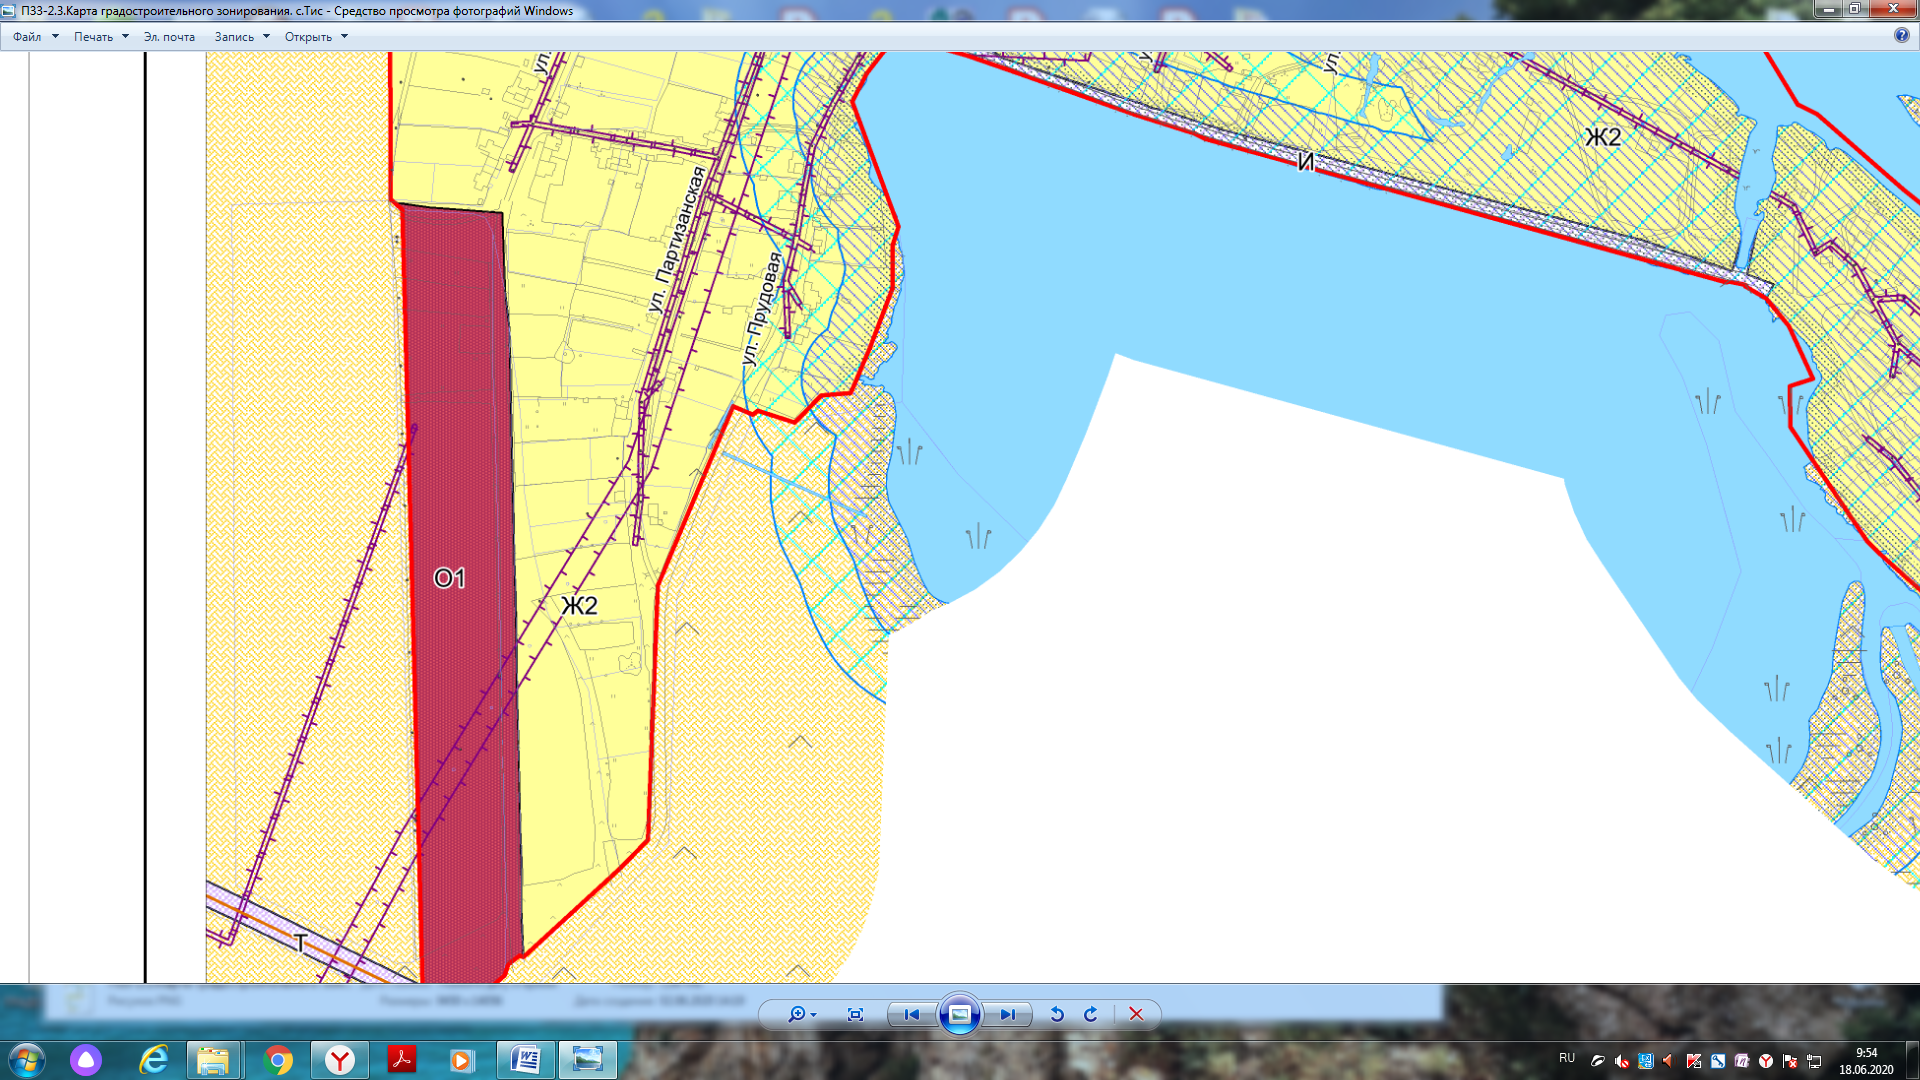 ПЗЗ-2.3.Карта градостроительного зонирования. с.Тис - Средство просмотра фотографий Windows
Файл Печать Эл. почта Запись Открыть
ул.
ул.
Ж2
И
ул. Партизанская
ул. Прудовая
О1
Ж2
Т
RU
9:54
18.06.2020